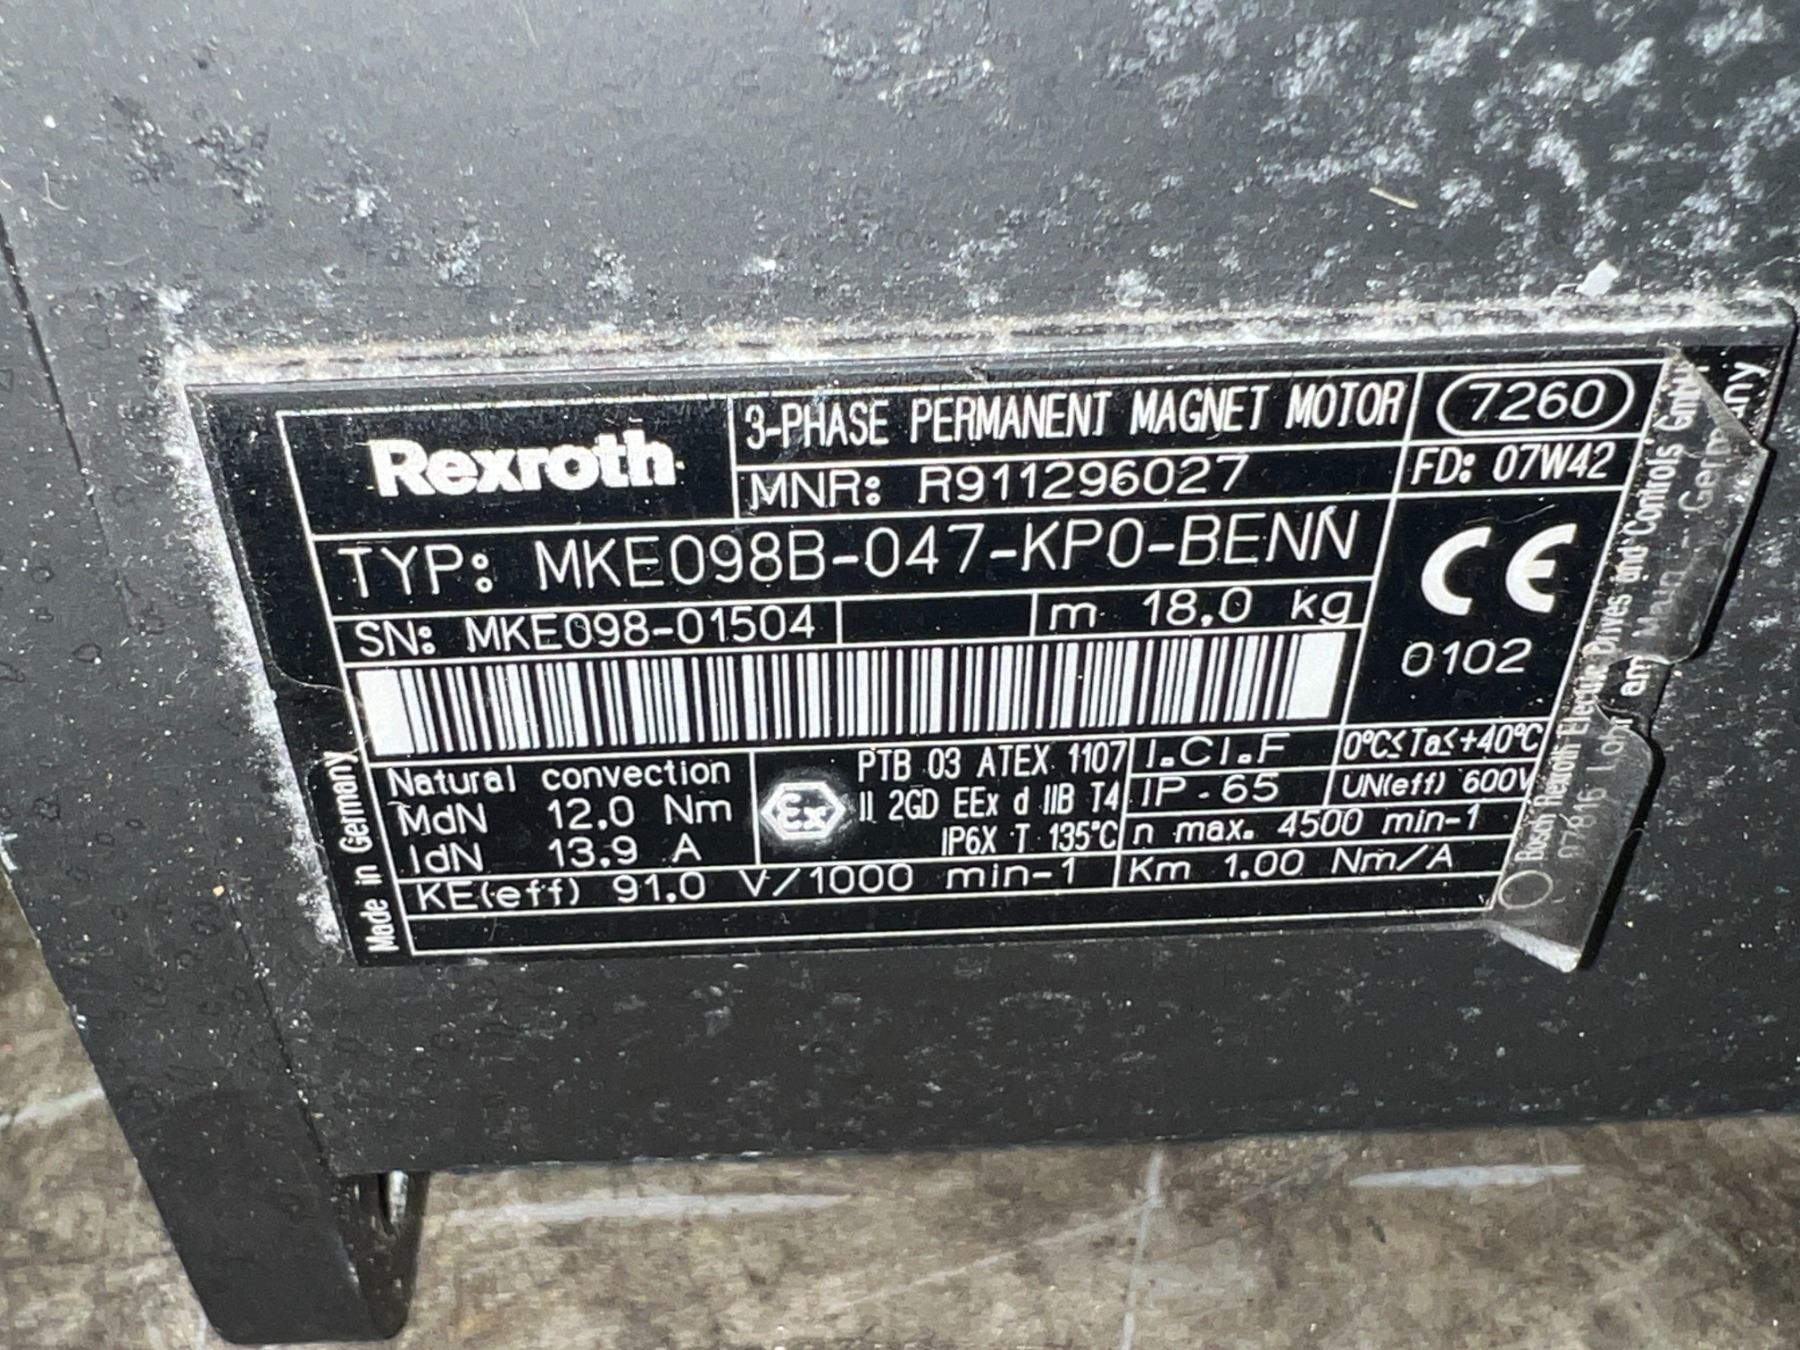 Rexroth
3-PHASE PERMANENT MAGNET MOTOR
7260
MNR: R911296027
FD: 07W42
TYP: MKE098B-047-KP0-BENN
SN: MKE098-01504
m 18,0 kg
CE
0102
Natural convection
MdN 12.0 Nm
IdN 13.9 A
KE(eff) 91.0 V/1000 min-1
Ex
PTB 03 ATEX 1107
II 2GD EEx d IIB T4
IP6X T 135°C
I.Cl.F
0°C≤Ta≤+40°C
IP-65
UN(eff) 600V
n max. 4500 min-1
Km 1.00 Nm/A
Made in Germany
Bosch Rexroth Electric Drives and Controls GmbH
97816 Lohr am Main - Germany